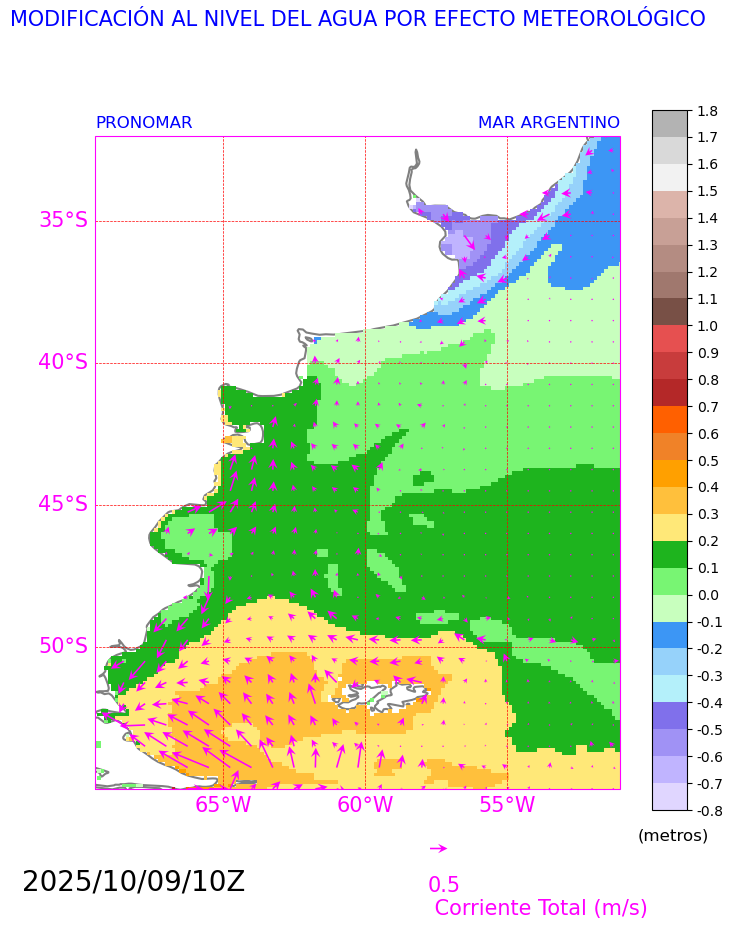 MODIFICACIÓN AL NIVEL DEL AGUA POR EFECTO METEOROLÓGICO
PRONOMAR
MAR ARGENTINO
35°S
40°S
45°S
50°S
65°W
60°W
55°W
1.8
1.7
1.6
1.5
1.4
1.3
1.2
1.1
1.0
0.9
0.8
0.7
0.6
0.5
0.4
0.3
0.2
0.1
0.0
-0.1
-0.2
-0.3
-0.4
-0.5
-0.6
-0.7
-0.8
(metros)
2025/10/09/10Z
0.5
Corriente Total (m/s)